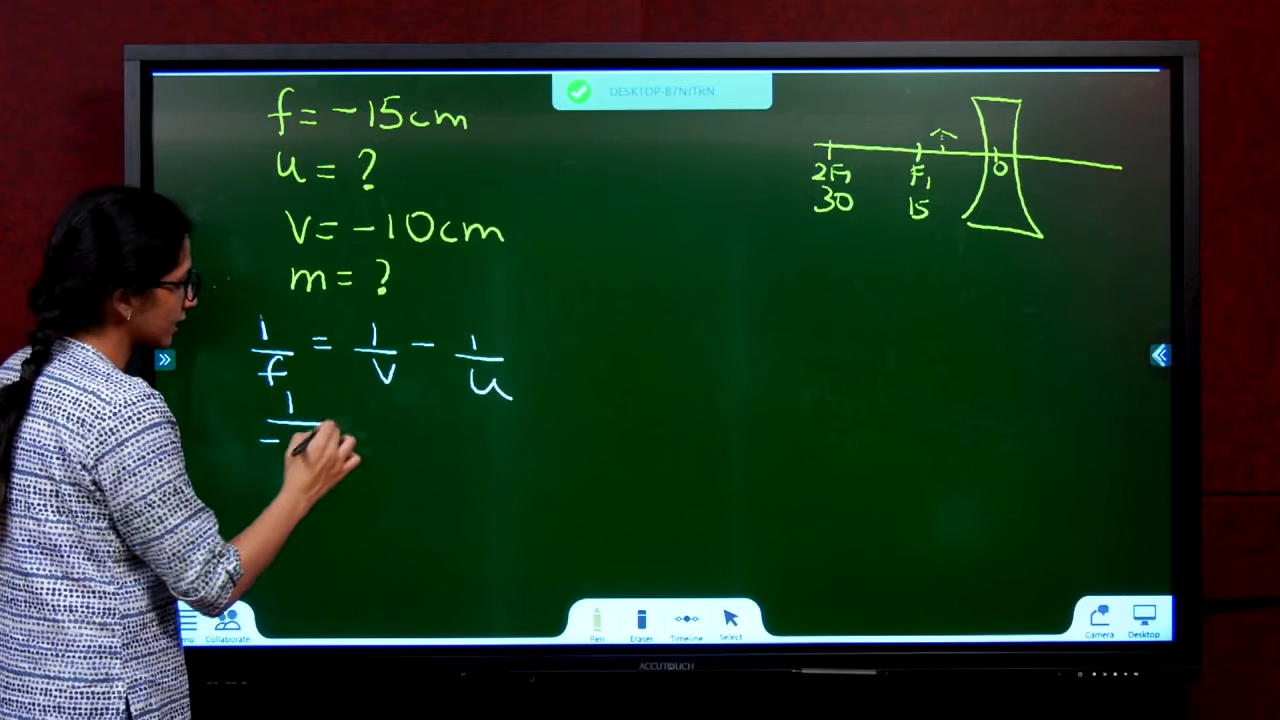 DESKTOP-B7NJTRN
f = -15cm
u = ?
v = -10cm
m = ?
1/f = 1/v - 1/u
1
-
2F₁ F₁ O
30 15
Collaborate Pen Eraser Timeline Select Camera Desktop
ACCUTOUCH